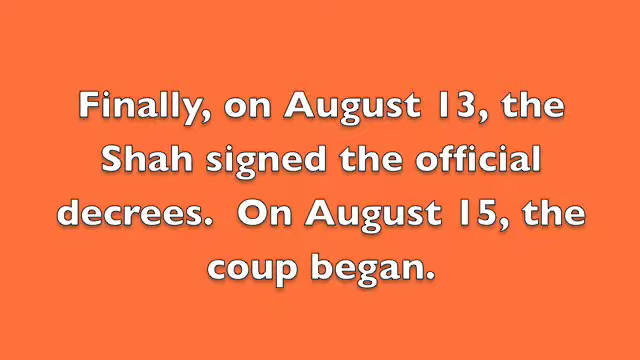 Finally, on August 13, the
Shah signed the official
decrees.  On August 15, the
coup began.